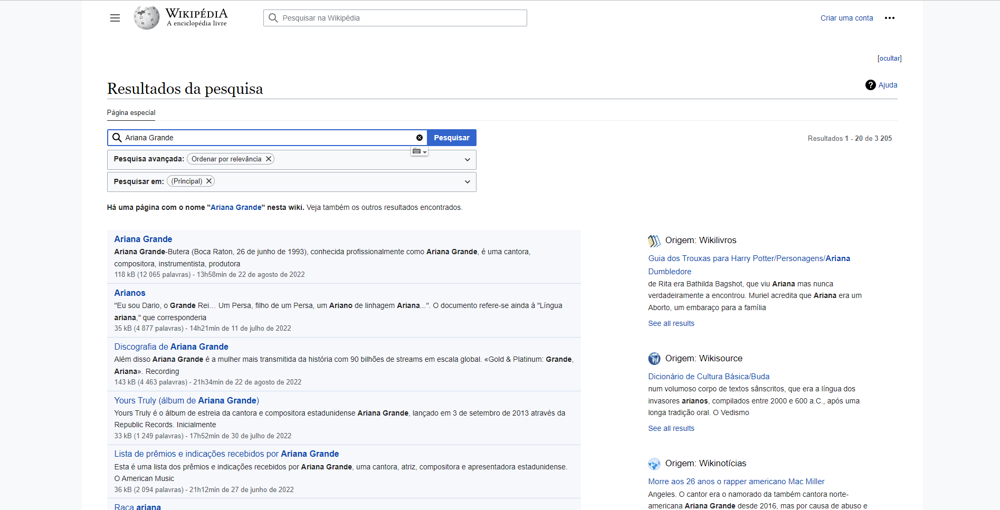 WIKIPÉDIA
A enciclopédia livre
Pesquisar na Wikipédia
Criar uma conta
[ocultar]
Resultados da pesquisa
Ajuda
Página especial
Ariana Grande
Pesquisar
Resultados 1 - 20 de 3 205
Pesquisa avançada: Ordenar por relevância
Pesquisar em: (Principal)
Há uma página com o nome "Ariana Grande" nesta wiki. Veja também os outros resultados encontrados.
Ariana Grande
Ariana Grande-Butera (Boca Raton, 26 de junho de 1993), conhecida profissionalmente como Ariana Grande, é uma cantora,
compositora, instrumentista, produtora
118 kB (12 065 palavras) - 13h58min de 22 de agosto de 2022
Arianos
"Eu sou Dario, o Grande Rei… Um Persa, filho de um Persa, um Ariano de linhagem Ariana...". O documento refere-se ainda à "Língua
ariana," que corresponderia
35 kB (4 877 palavras) - 14h21min de 11 de julho de 2022
Discografia de Ariana Grande
Além disso Ariana Grande é a mulher mais transmitida da história com 90 bilhões de streams em escala global. «Gold & Platinum: Grande,
Ariana». Recording
143 kB (4 463 palavras) - 21h34min de 22 de agosto de 2022
Yours Truly (álbum de Ariana Grande)
Yours Truly é o álbum de estreia da cantora e compositora estadunidense Ariana Grande, lançado em 3 de setembro de 2013 através da
Republic Records. Inicialmente
33 kB (1 249 palavras) - 17h52min de 30 de julho de 2022
Lista de prêmios e indicações recebidos por Ariana Grande
Esta é uma lista dos prêmios e indicações recebidos por Ariana Grande, uma cantora, atriz, compositora e apresentadora estadunidense.
O American Music
36 kB (2 094 palavras) - 21h12min de 27 de junho de 2022
Raça ariana
Origem: Wikilivros
Guia dos Trouxas para Harry Potter/Personagens/Ariana
Dumbledore
de Rita era Bathilda Bagshot, que viu Ariana mas nunca
verdadeiramente a encontrou. Muriel acredita que Ariana era um
Aborto, um embaraço para a família
See all results
Origem: Wikisource
Dicionário de Cultura Básica/Buda
num volumoso corpo de textos sânscritos, que era a língua dos
invasores arianos, compilados entre 2000 e 600 a.C., após uma
longa tradição oral. O Vedismo
See all results
Origem: Wikinotícias
Morre aos 26 anos o rapper americano Mac Miller
Angeles. O cantor era o namorado da também cantora norte-
americana Ariana Grande desde 2016, mas por causa de abuso e